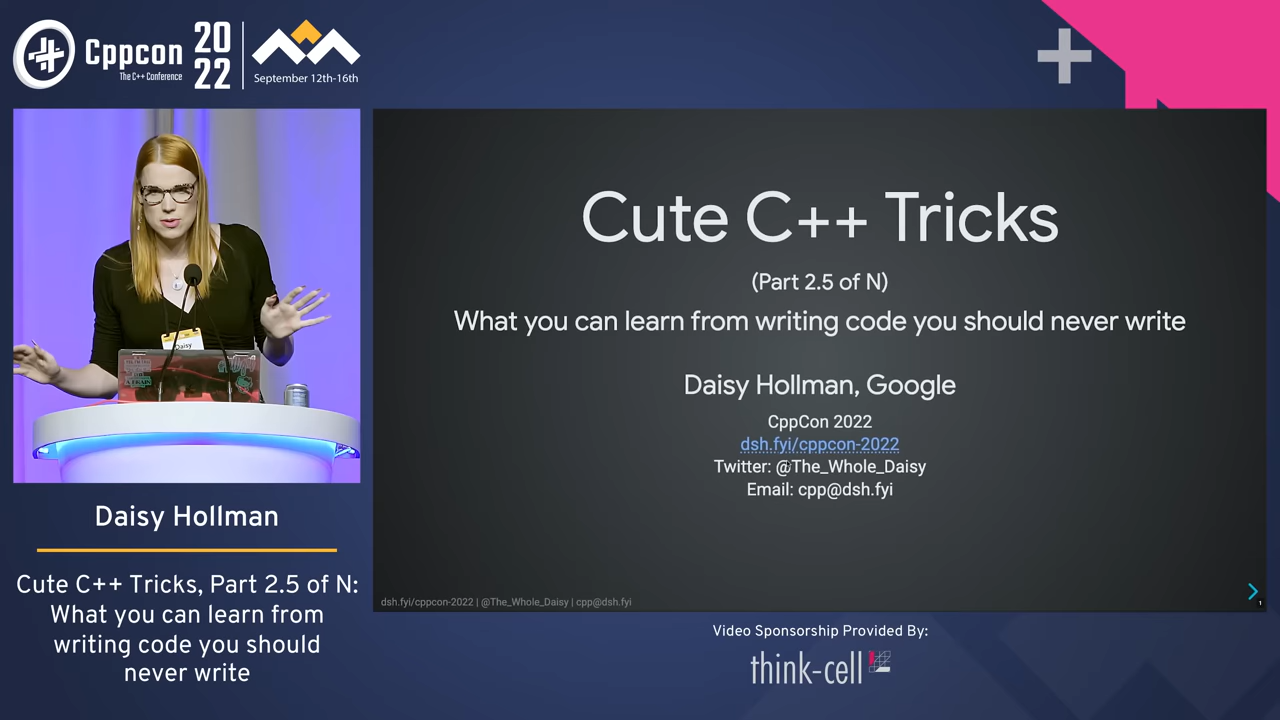 Cppcon
The C++ Conference
20
22
September 12th-16th
Daisy
Daisy Hollman
Cute C++ Tricks, Part 2.5 of N:
What you can learn from
writing code you should
never write
Cute C++ Tricks
(Part 2.5 of N)
What you can learn from writing code you should never write
Daisy Hollman, Google
CppCon 2022
dsh.fyi/cppcon-2022
Twitter: @The_Whole_Daisy
Email: cpp@dsh.fyi
dsh.fyi/cppcon-2022 | @The_Whole_Daisy | cpp@dsh.fyi
1
Video Sponsorship Provided By:
think-cell